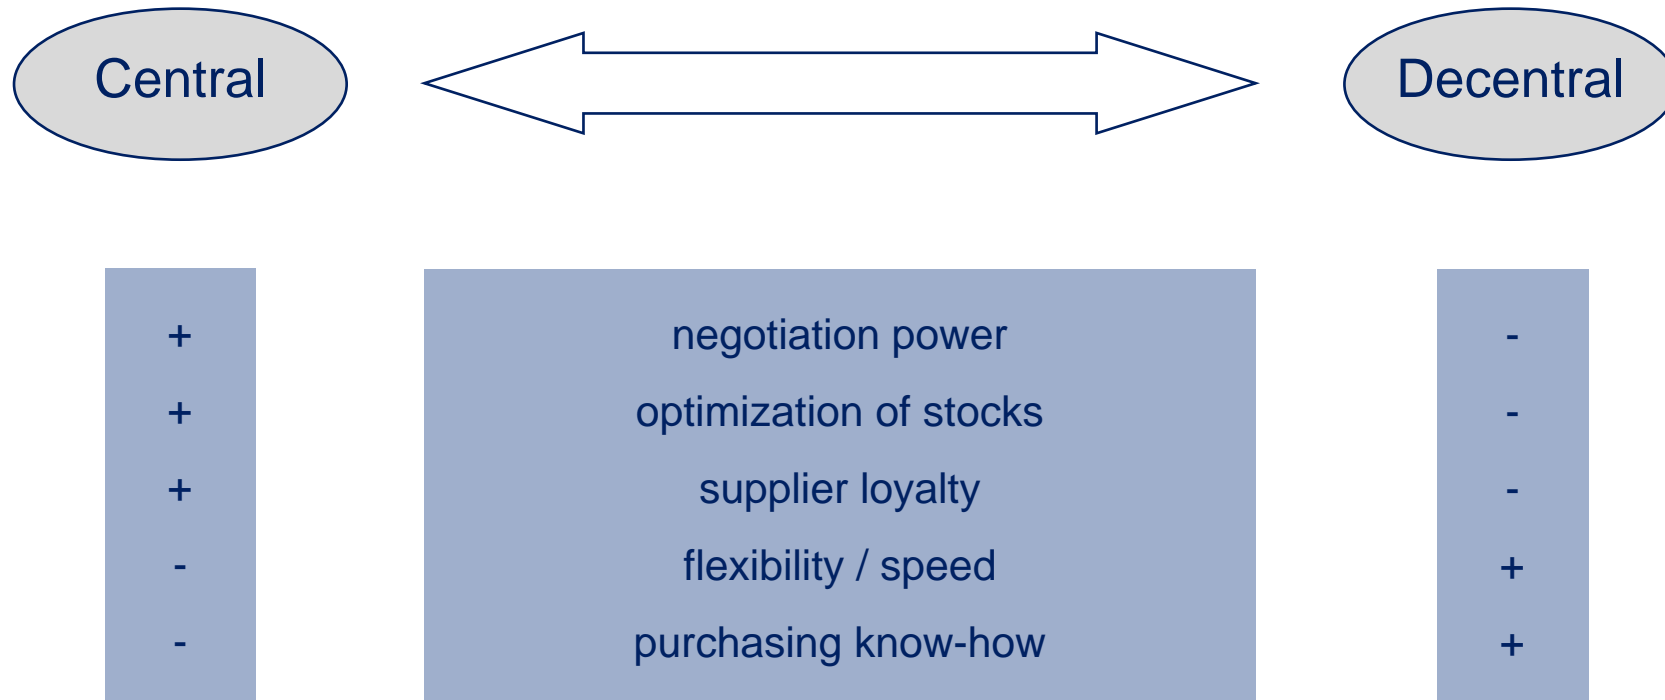 Central Decentral
+ negotiation power -
+ optimization of stocks -
+ supplier loyalty -
- flexibility / speed +
- purchasing know-how +